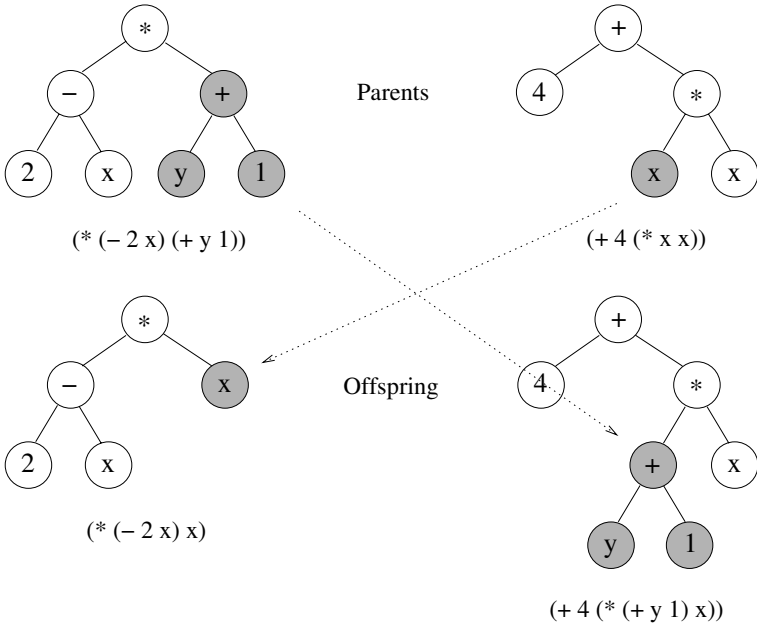 * +
− + Parents 4 *
2 x y 1 x x
(* (− 2 x) (+ y 1)) (+ 4 (* x x))
* +
− x Offspring 4 *
2 x + x
(* (− 2 x) x) y 1
(+ 4 (* (+ y 1) x))